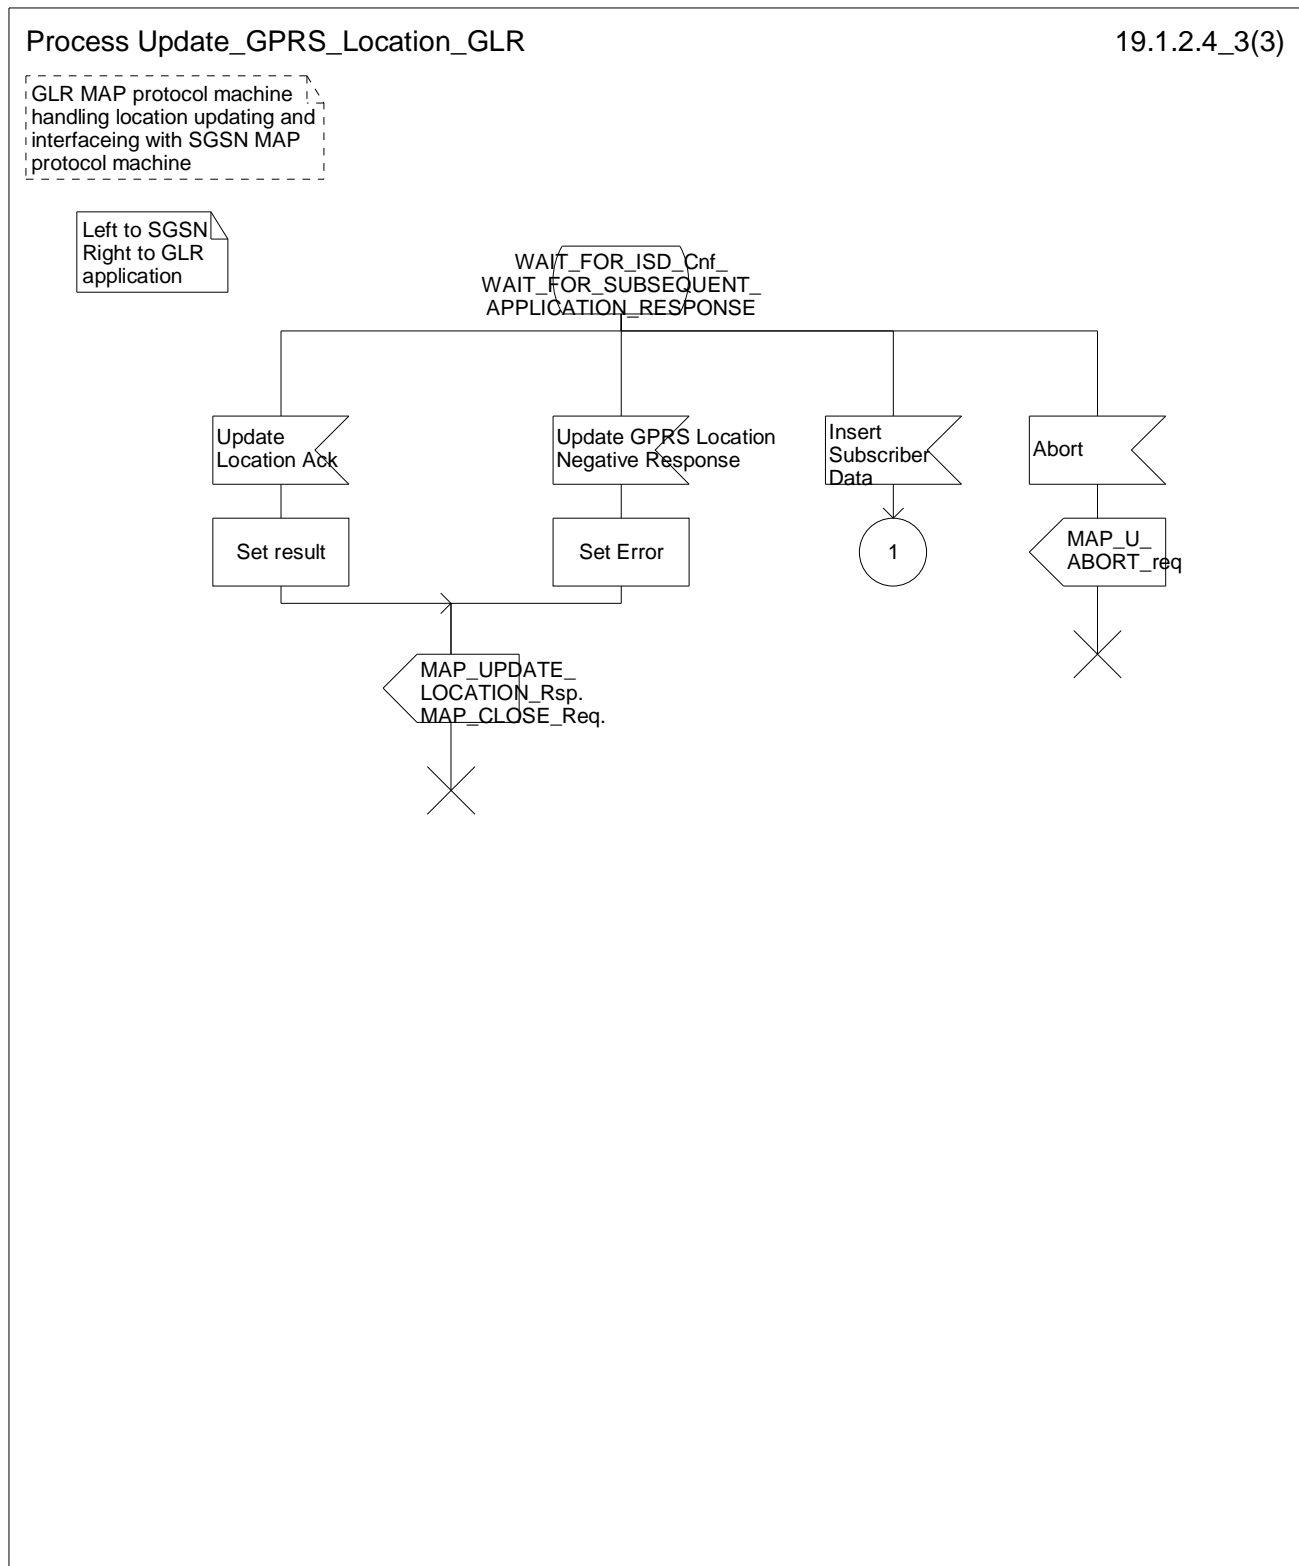 Process Update_GPRS_Location_GLR
19.1.2.4_3(3)
GLR MAP protocol machine
handling location updating and
interfaceing with SGSN MAP
protocol machine
Left to SGSN
Right to GLR
application
WAIT_FOR_ISD_Cnf_
WAIT_FOR_SUBSEQUENT_
APPLICATION_RESPONSE
Update
Location Ack
Update GPRS Location
Negative Response
Insert
Subscriber
Data
Abort
Set result
Set Error
1
MAP_U_
ABORT_req
MAP_UPDATE_
LOCATION_Rsp.
MAP_CLOSE_Req.